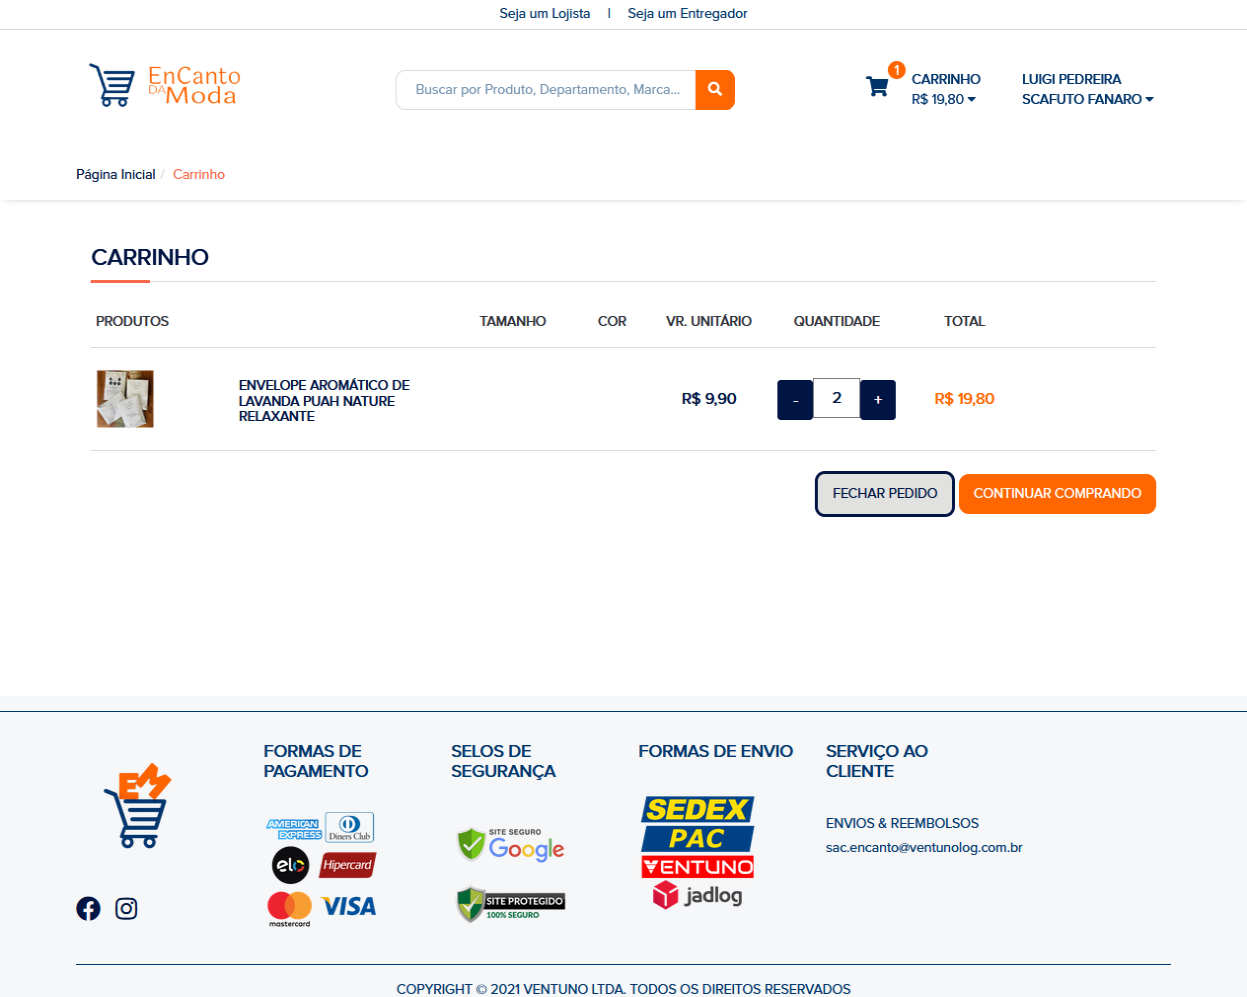 Seja um Lojista | Seja um Entregador
EnCanto
DA Moda
Buscar por Produto, Departamento, Marca...
1
CARRINHO
R$ 19,80
LUIGI PEDREIRA
SCAFUTO FANARO
Página Inicial / Carrinho
CARRINHO
PRODUTOS TAMANHO COR VR. UNITÁRIO QUANTIDADE TOTAL
ENVELOPE AROMÁTICO DE
LAVANDA PUAH NATURE
RELAXANTE
R$ 9,90 - 2 + R$ 19,80
FECHAR PEDIDO CONTINUAR COMPRANDO
EM
FORMAS DE
PAGAMENTO
AMERICAN
EXPRESS
Diners Club
elo
Hipercard
mastercard
VISA
SELOS DE
SEGURANÇA
SITE SEGURO
Google
SITE PROTEGIDO
100% SEGURO
FORMAS DE ENVIO
SEDEX
PAC
VENTUNO
jadlog
SERVIÇO AO
CLIENTE
ENVIOS & REEMBOLSOS
sac.encanto@ventunolog.com.br
COPYRIGHT © 2021 VENTUNO LTDA. TODOS OS DIREITOS RESERVADOS